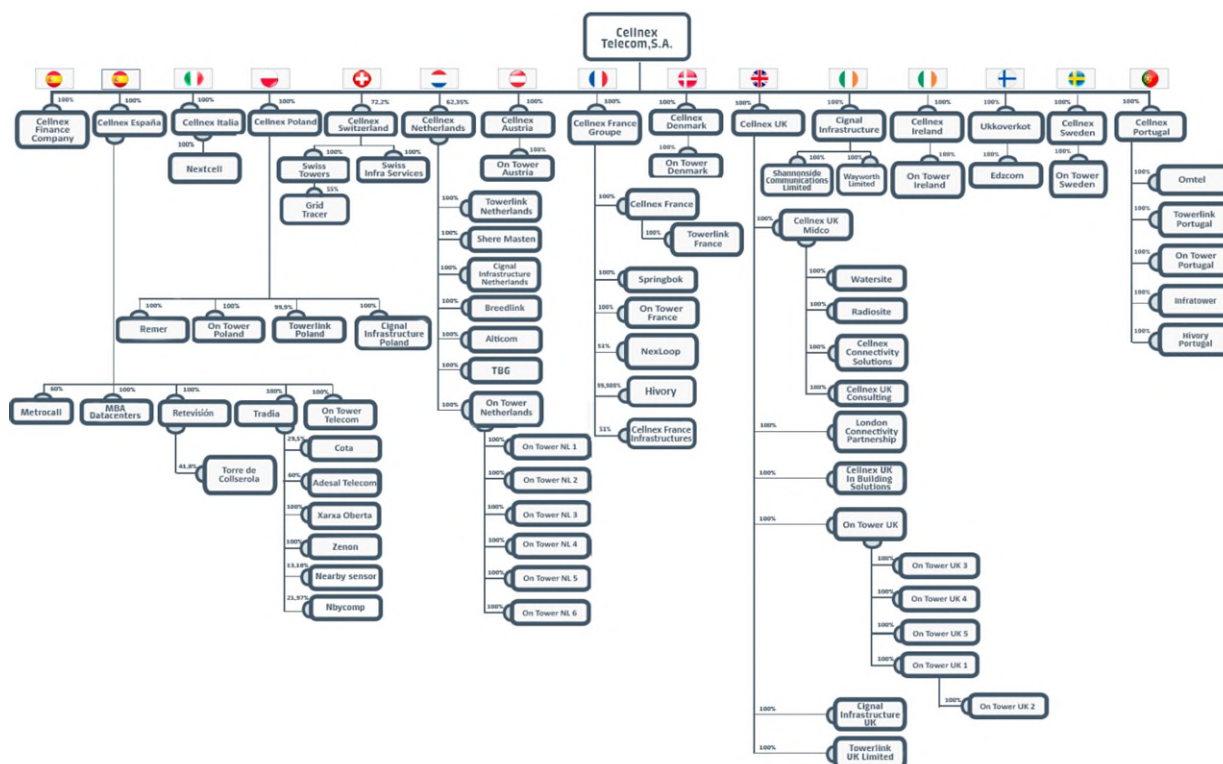 Cellnex
Telecom,S.A.
100%
100%
100%
100%
72,2%
62,35%
100%
100%
100%
100%
100%
100%
100%
100%
100%
Cellnex
Finance
Company
Cellnex España
Cellnex Italia
Cellnex Poland
Cellnex
Switzerland
Cellnex
Netherlands
Cellnex
Austria
Cellnex France
Groupe
Cellnex
Denmark
Cellnex UK
Cignal
Infrastructure
Cellnex
Ireland
Ukkoverkot
Cellnex
Sweden
Cellnex
Portugal
100%
Nextcell
100%
Swiss
Towers
100%
Swiss
Infra Services
55%
Grid
Tracer
100%
On Tower
Austria
100%
On Tower
Denmark
100%
Shannonside
Communications
Limited
100%
Wayworth
Limited
100%
On Tower
Ireland
100%
Edzcom
100%
On Tower
Sweden
100%
Omtel
100%
Towerlink
Portugal
100%
On Tower
Portugal
100%
Infratower
100%
Hivory
Portugal
100%
Remer
100%
On Tower
Poland
99,9%
Towerlink
Poland
100%
Cignal
Infrastructure
Poland
60%
Metrocall
100%
MBA
Datacenters
100%
Retevisión
100%
Tradia
100%
On Tower
Telecom
41,8%
Torre de
Collserola
29,5%
Cota
60%
Adesal Telecom
100%
Xarxa Oberta
100%
Zenon
13,18%
Nearby sensor
21,97%
Nbycomp
100%
Towerlink
Netherlands
100%
Shere Masten
100%
Cignal
Infrastructure
Netherlands
100%
Breedlink
100%
Alticom
100%
TBG
100%
On Tower
Netherlands
100%
On Tower NL 1
100%
On Tower NL 2
100%
On Tower NL 3
100%
On Tower NL 4
100%
On Tower NL 5
100%
On Tower NL 6
100%
Cellnex France
100%
Towerlink
France
100%
Springbok
100%
On Tower
France
51%
NexLoop
Hivory
51%
Cellnex France
Infrastructures
100%
Cellnex UK
Midco
100%
Watersite
100%
Radiosite
100%
Cellnex
Connectivity
Solutions
100%
Cellnex UK
Consulting
100%
London
Connectivity
Partnership
100%
Cellnex UK
In Building
Solutions
100%
On Tower UK
100%
On Tower UK 3
100%
On Tower UK 4
100%
On Tower UK 5
100%
On Tower UK 1
100%
On Tower UK 2
100%
Cignal
Infrastructure
UK
100%
Towerlink
UK Limited